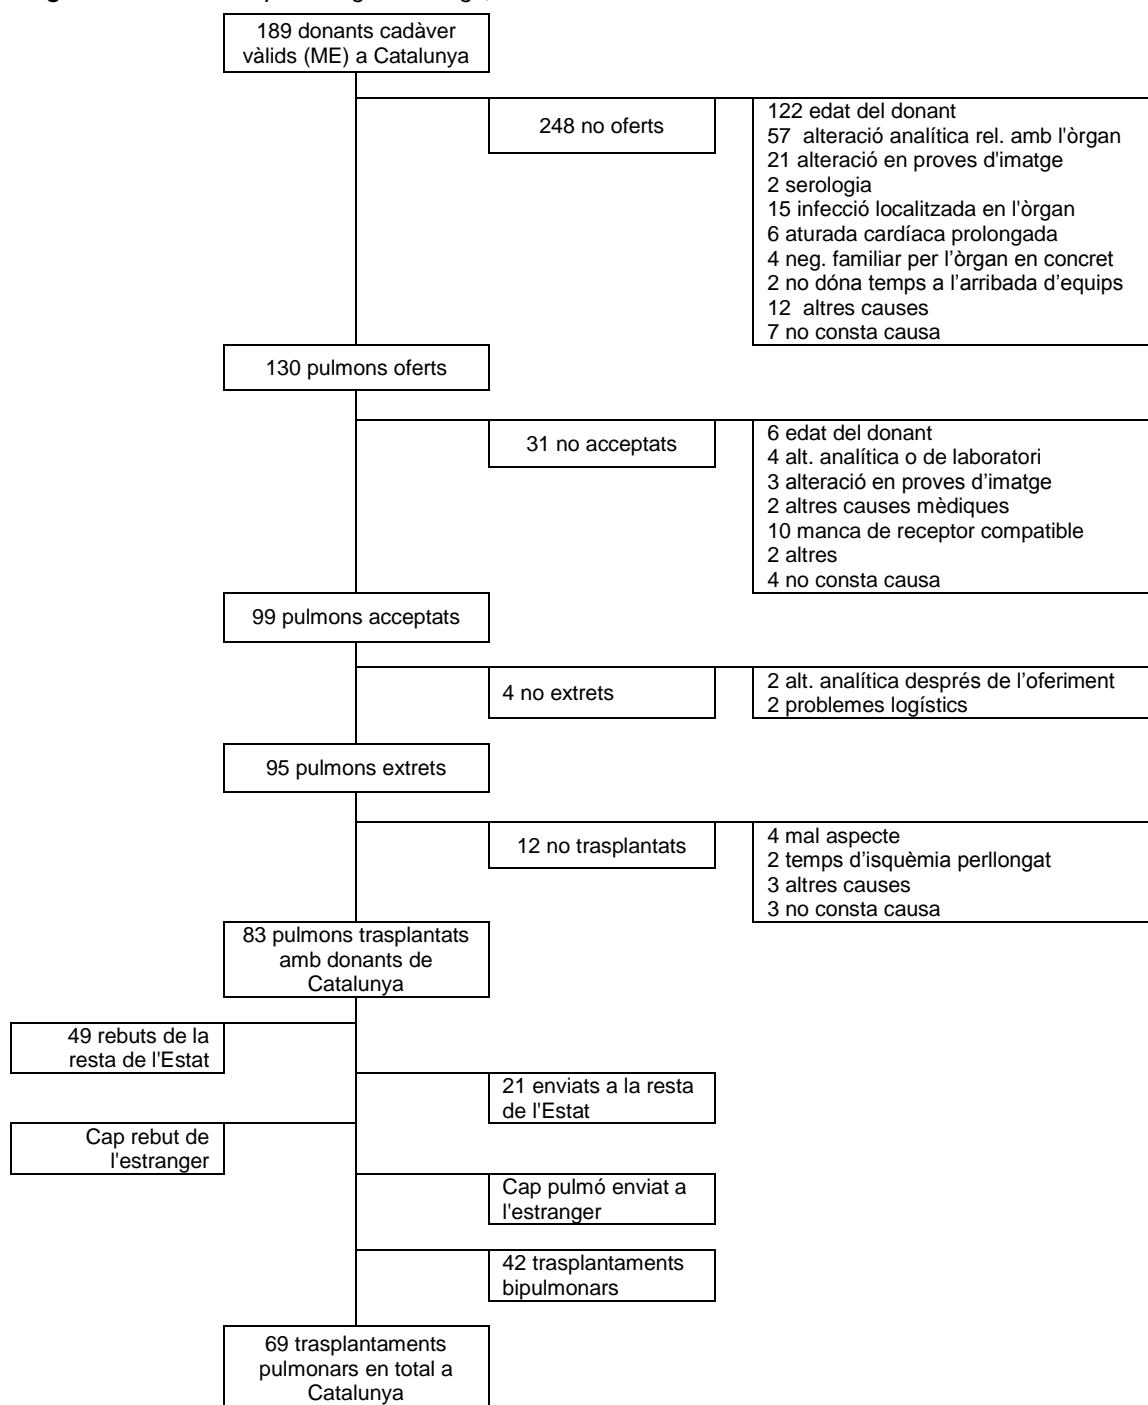 189 donants cadàver
vàlids (ME) a Catalunya
248 no oferts
122 edat del donant
57 alteració analítica rel. amb l'òrgan
21 alteració en proves d'imatge
2 serologia
15 infecció localitzada en l'òrgan
6 aturada cardíaca prolongada
4 neg. familiar per l’òrgan en concret
2 no dóna temps a l’arribada d’equips
12 altres causes
7 no consta causa
130 pulmons oferts
31 no acceptats
6 edat del donant
4 alt. analítica o de laboratori
3 alteració en proves d’imatge
2 altres causes mèdiques
10 manca de receptor compatible
2 altres
4 no consta causa
99 pulmons acceptats
4 no extrets
2 alt. analítica després de l’oferiment
2 problemes logístics
95 pulmons extrets
12 no trasplantats
4 mal aspecte
2 temps d’isquèmia perllongat
3 altres causes
3 no consta causa
83 pulmons trasplantats
amb donants de
Catalunya
49 rebuts de la
resta de l'Estat
21 enviats a la resta
de l'Estat
Cap rebut de
l'estranger
Cap pulmó enviat a
l'estranger
42 trasplantaments
bipulmonars
69 trasplantaments
pulmonars en total a
Catalunya